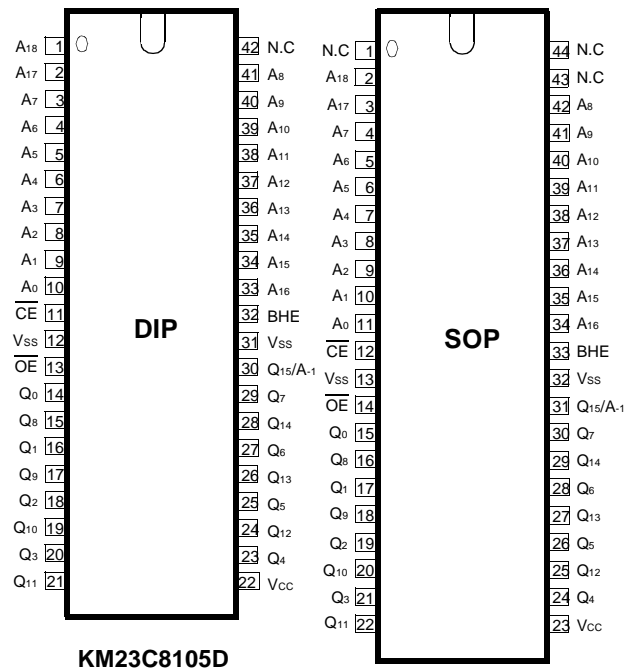 A18 1 42 N.C
A17 2 41 A8
A7 3 40 A9
A6 4 39 A10
A5 5 38 A11
A4 6 37 A12
A3 7 36 A13
A2 8 35 A14
A1 9 34 A15
A0 10 33 A16
CE 11 32 BHE
VSS 12 31 VSS
OE 13 30 Q15/A-1
Q0 14 29 Q7
Q8 15 28 Q14
Q1 16 27 Q6
Q9 17 26 Q13
Q2 18 25 Q5
Q10 19 24 Q12
Q3 20 23 Q4
Q11 21 22 VCC
DIP
KM23C8105D
N.C 1 44 N.C
A18 2 43 N.C
A17 3 42 A8
A7 4 41 A9
A6 5 40 A10
A5 6 39 A11
A4 7 38 A12
A3 8 37 A13
A2 9 36 A14
A1 10 35 A15
A0 11 34 A16
CE 12 33 BHE
VSS 13 32 VSS
OE 14 31 Q15/A-1
Q0 15 30 Q7
Q8 16 29 Q14
Q1 17 28 Q6
Q9 18 27 Q13
Q2 19 26 Q5
Q10 20 25 Q12
Q3 21 24 Q4
Q11 22 23 VCC
SOP